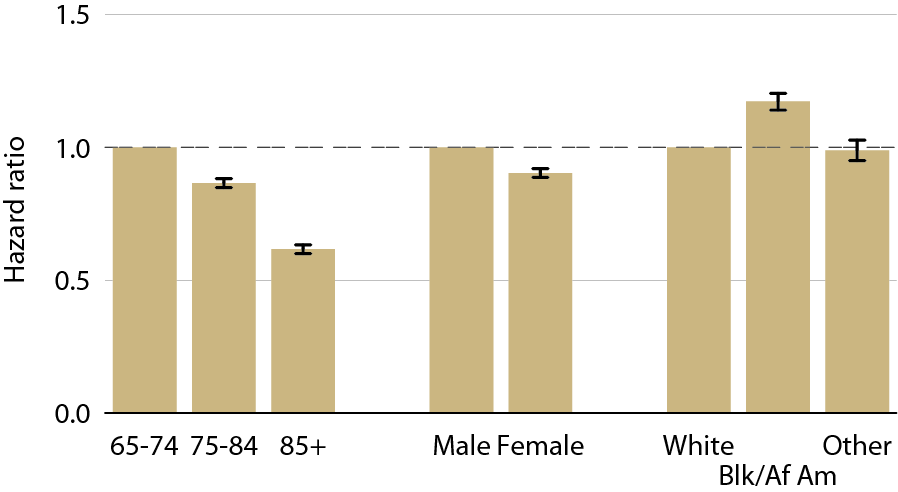 Hazard ratio
1.5
1.0
0.5
0.0
65-74 75-84 85+ Male Female White Other
Blk/Af Am